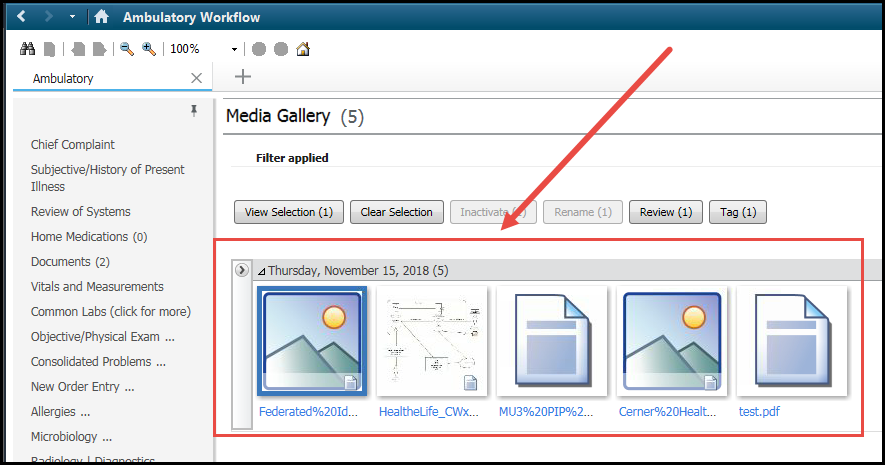 Ambulatory Workflow
100%
Ambulatory
Media Gallery (5)
Filter applied
View Selection (1)
Clear Selection
Inactivate
Rename (1)
Review (1)
Tag (1)
Chief Complaint
Subjective/History of Present
Illness
Review of Systems
Home Medications (0)
Documents (2)
Vitals and Measurements
Common Labs (click for more)
Objective/Physical Exam ...
Consolidated Problems ...
New Order Entry ...
Allergies ...
Microbiology ...
Radiology | Diagnostics
Thursday, November 15, 2018 (5)
Federated%20Id...
HealtheLife_CWx...
MU3%20PIP%2...
Cerner%20Healt...
test.pdf